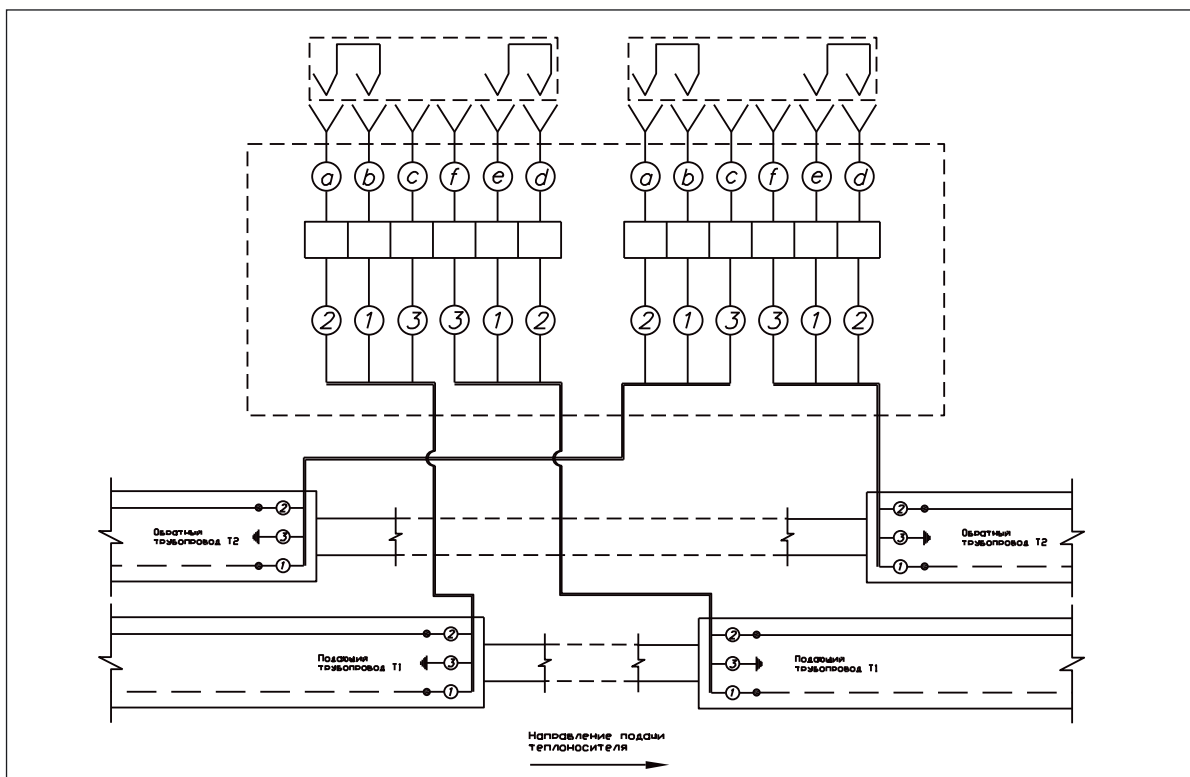 a b c f e d a b c f e d
2 1 3 3 1 2 2 1 3 3 1 2
2
Обратный
трубопровод Т2
3
1
2
3
Обратный
трубопровод Т2
1
2
Подающий
трубопровод Т1
3
1
2
3
Подающий
трубопровод Т1
1
Направление подачи
теплоносителя